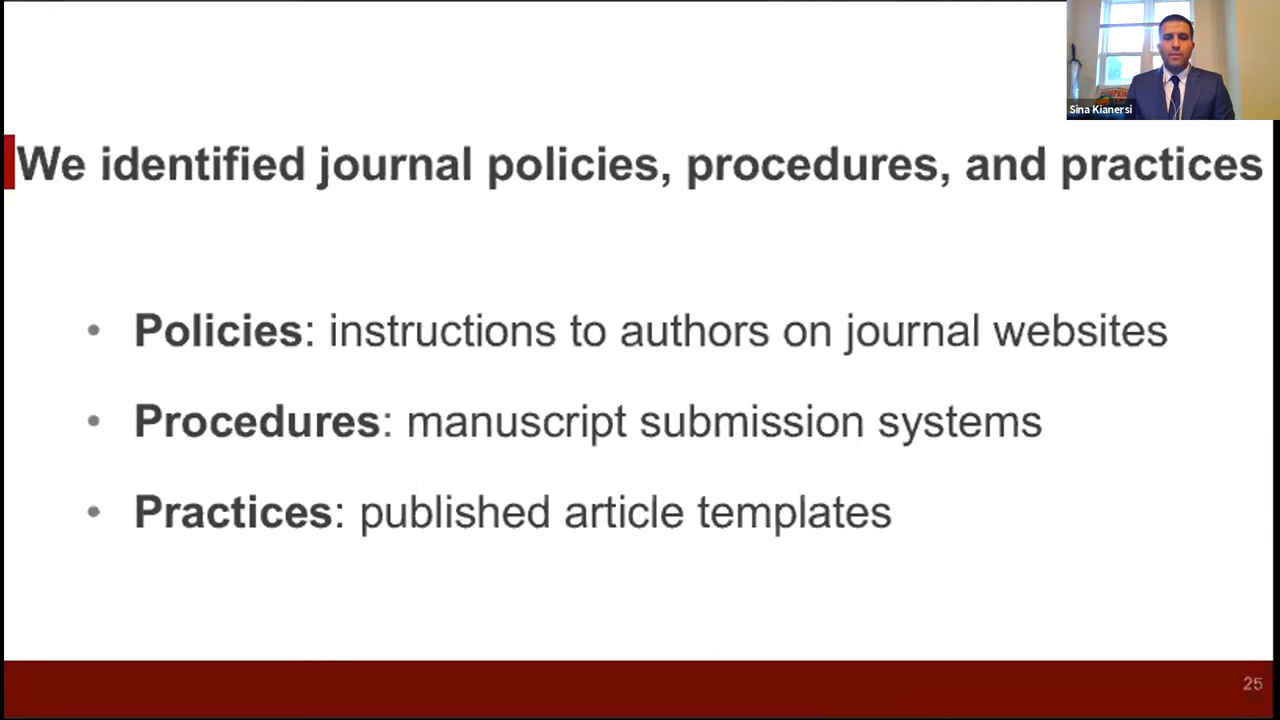 Sina Kianersi
We identified journal policies, procedures, and practices
• Policies: instructions to authors on journal websites
• Procedures: manuscript submission systems
• Practices: published article templates
25